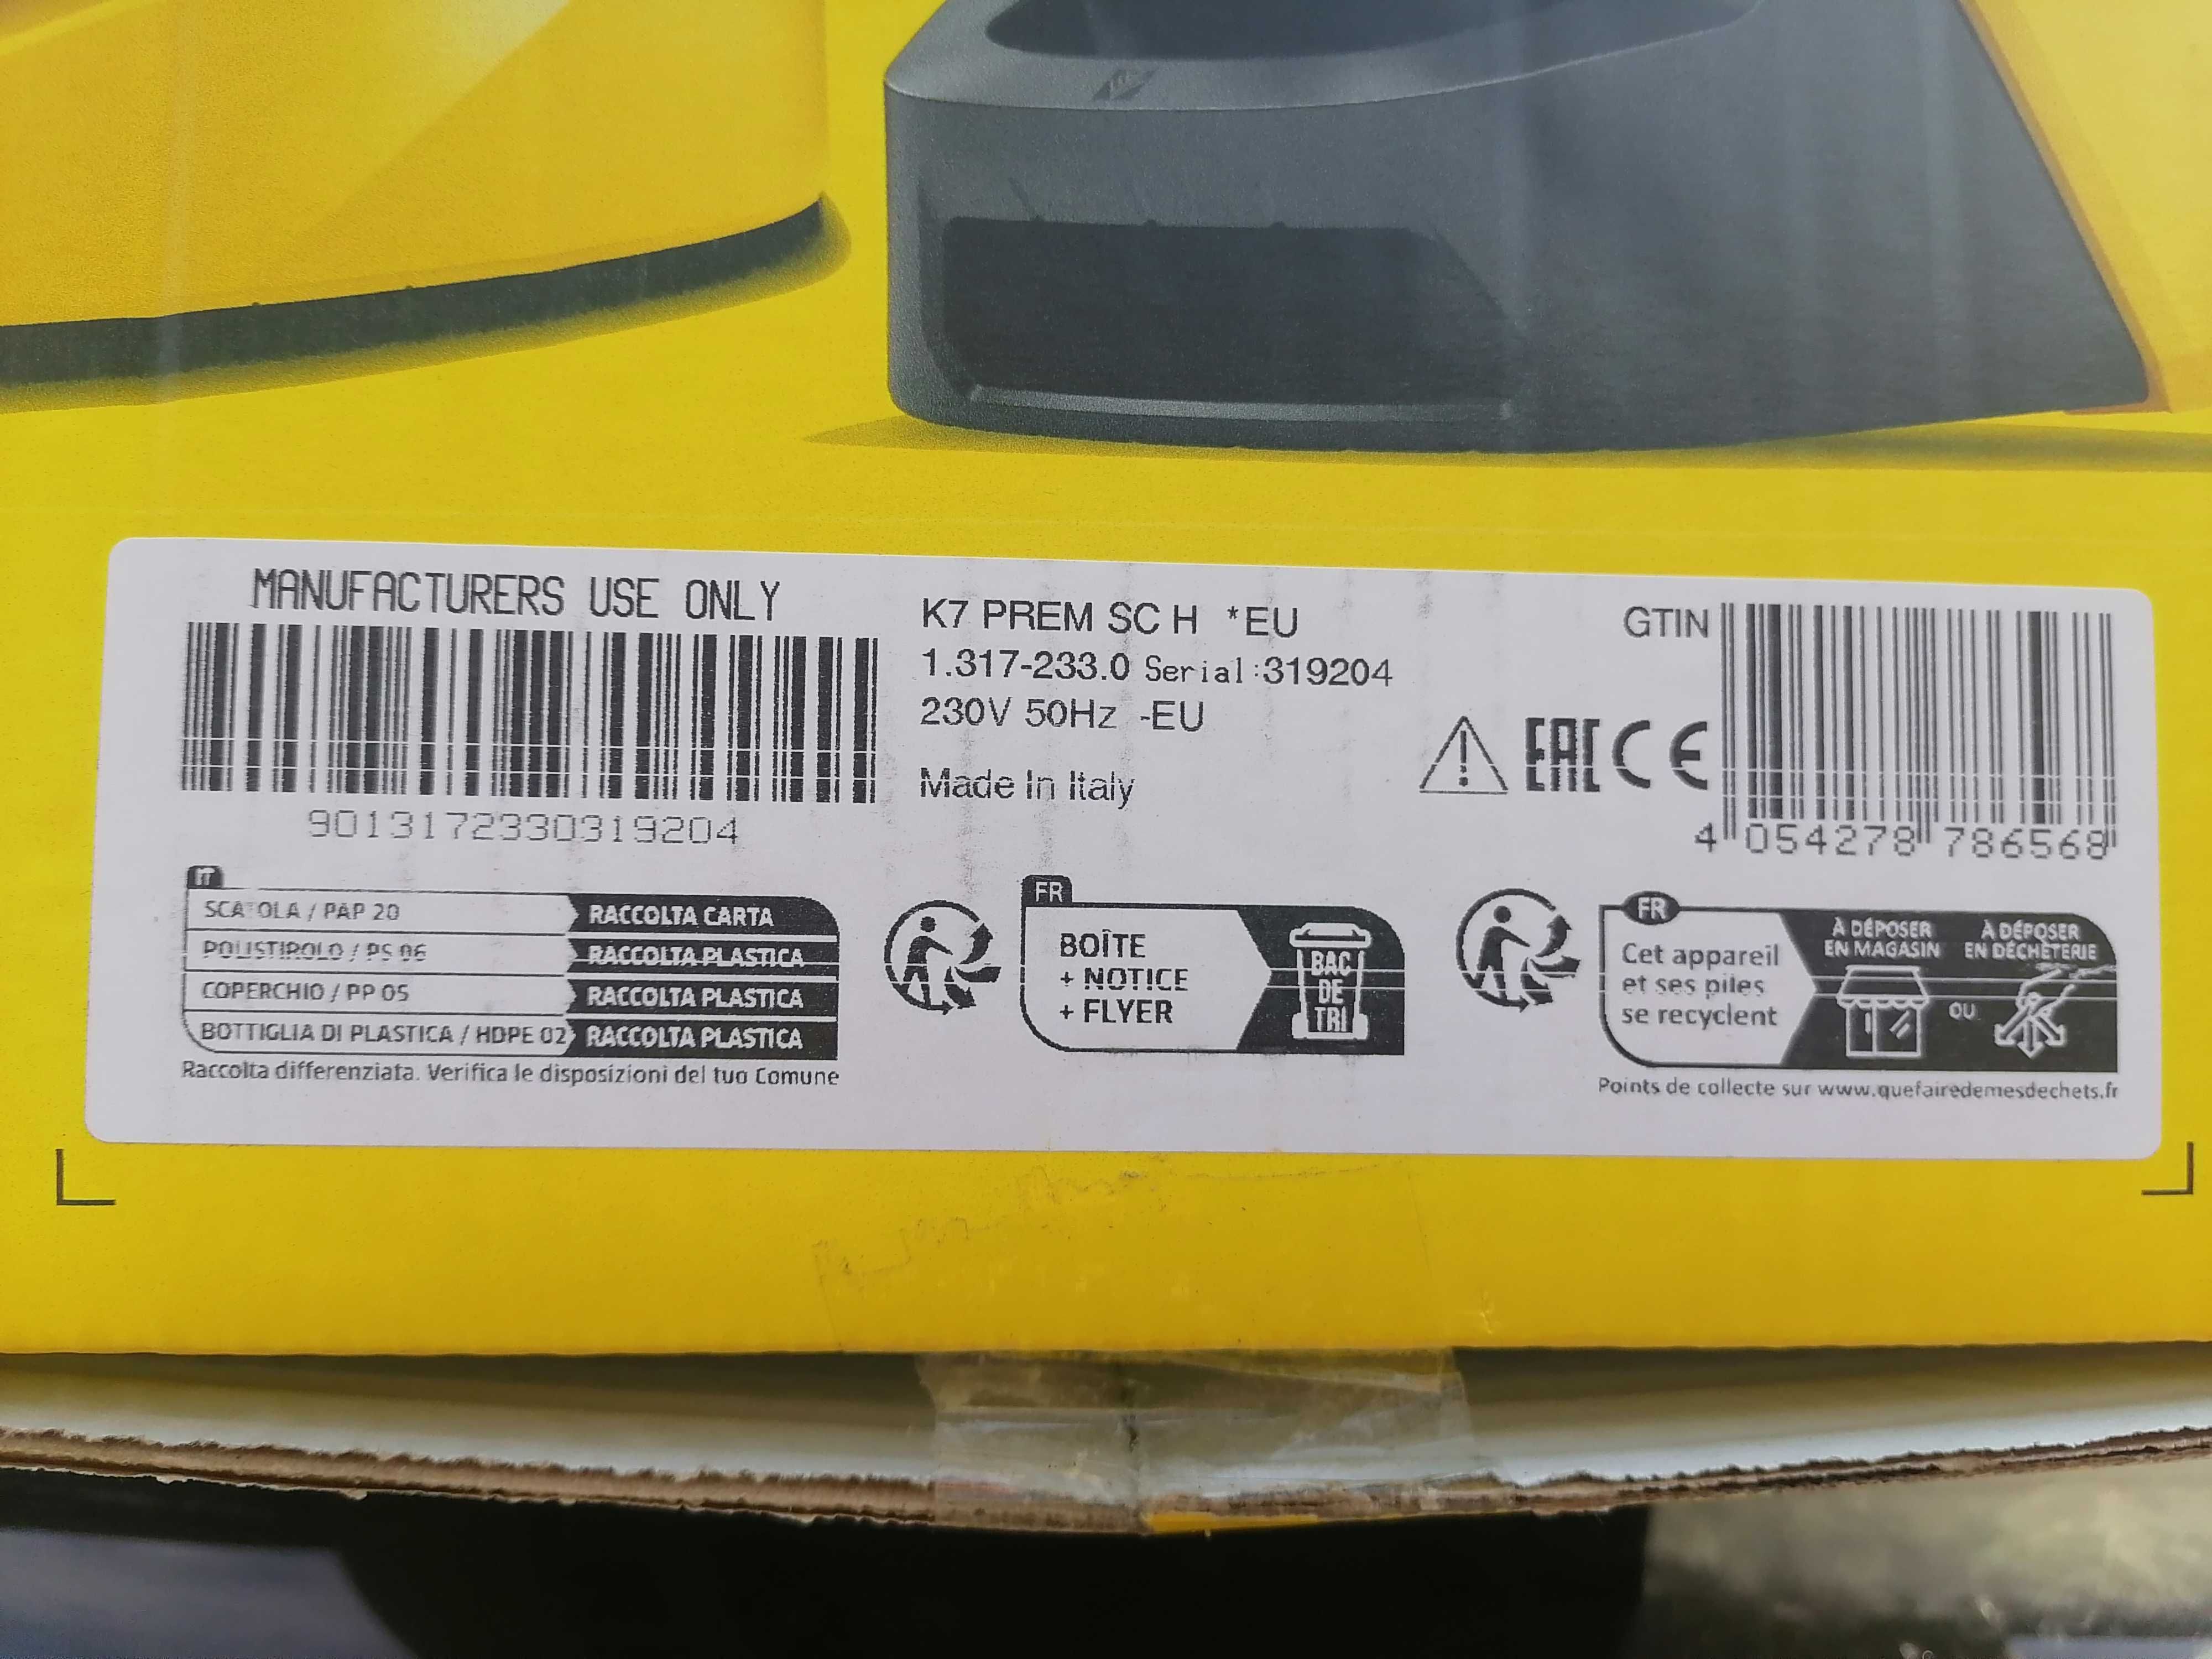 MANUFACTURERS USE ONLY
9013172330319204
K7 PREM SC H *EU
1.317-233.0 Serial:319204
230V 50Hz -EU
Made In Italy
GTIN
EAC CE
4 054278 786568
IT
SCATOLA / PAP 20 RACCOLTA CARTA
POLISTIROLO / PS 06 RACCOLTA PLASTICA
COPERCHIO / PP 05 RACCOLTA PLASTICA
BOTTIGLIA DI PLASTICA / HDPE 02 RACCOLTA PLASTICA
Raccolta differenziata. Verifica le disposizioni del tuo Comune
FR
BOÎTE
+ NOTICE
+ FLYER
BAC
DE
TRI
FR
Cet appareil
et ses piles
se recyclent
À DÉPOSER
EN MAGASIN
OU
À DÉPOSER
EN DÉCHÈTERIE
Points de collecte sur www.quefairedemesdechets.fr